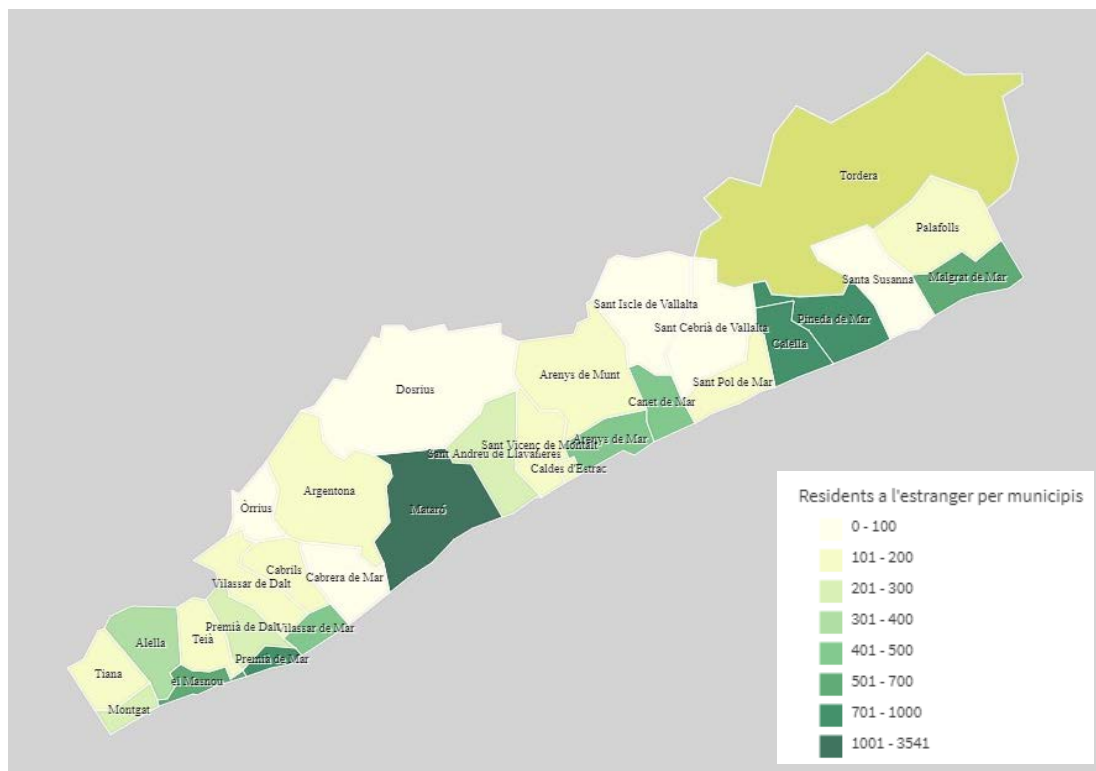 Tordera
Palafolls
Santa Susanna
Malgrat de Mar
Sant Iscle de Vallalta
Sant Cebrià de Vallalta
Pineda de Mar
Calella
Arenys de Munt
Sant Pol de Mar
Dosrius
Canet de Mar
Arenys de Mar
Sant Vicenç de Montalt
Sant Andreu de Llavaneres
Caldes d'Estrac
Argentona
Òrrius
Mataró
Cabrils
Cabrera de Mar
Vilassar de Dalt
Premià de Dalt
Vilassar de Mar
Alella
Teià
Premià de Mar
Tiana
el Masnou
Montgat
Residents a l'estranger per municipis
0 - 100
101 - 200
201 - 300
301 - 400
401 - 500
501 - 700
701 - 1000
1001 - 3541